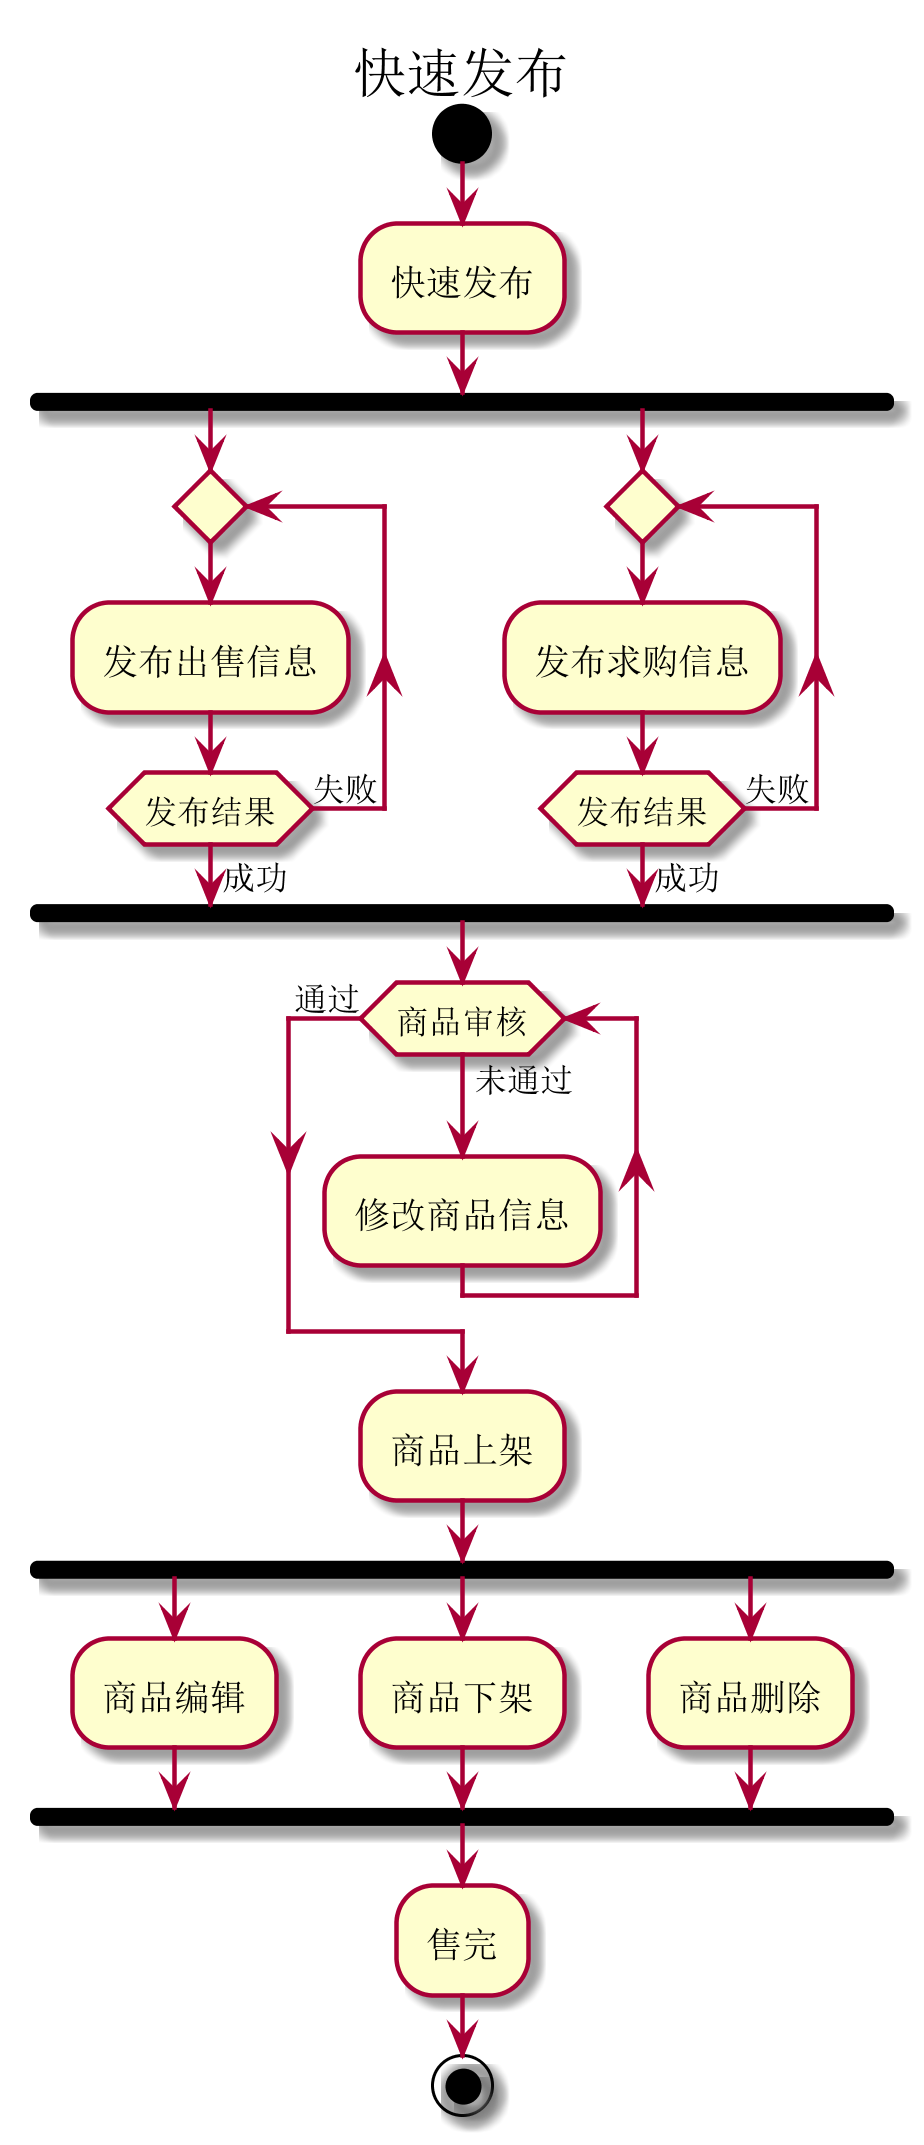 快速发布
快速发布
发布出售信息
发布求购信息
失败
失败
发布结果
发布结果
成功
成功
通过
商品审核
未通过
修改商品信息
商品上架
商品编辑
商品下架
商品删除
售完